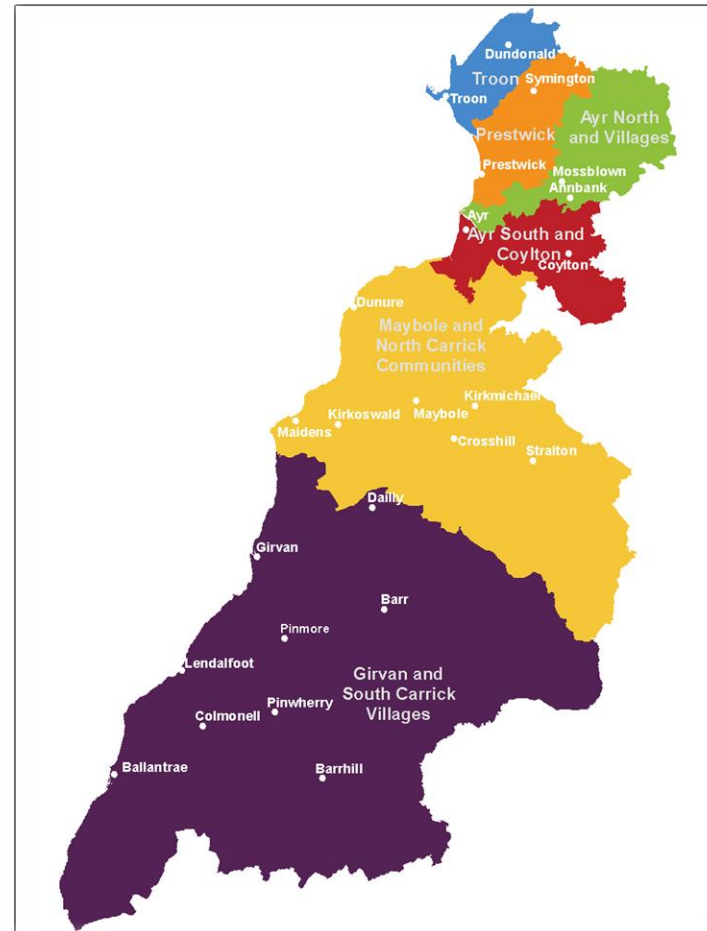 Dundonald
Troon
Symington
Troon
Ayr North
and Villages
Prestwick
Prestwick
Mossblown
Annbank
Ayr
Ayr South and
Coylton
Coylton
Dunure
Maybole and
North Carrick
Communities
Kirkmichael
Maybole
Kirkoswald
Maidens
Crosshill
Straiton
Dailly
Girvan
Barr
Pinmore
Lendalfoot
Girvan and
South Carrick
Villages
Pinwherry
Colmonell
Ballantrae
Barrhill